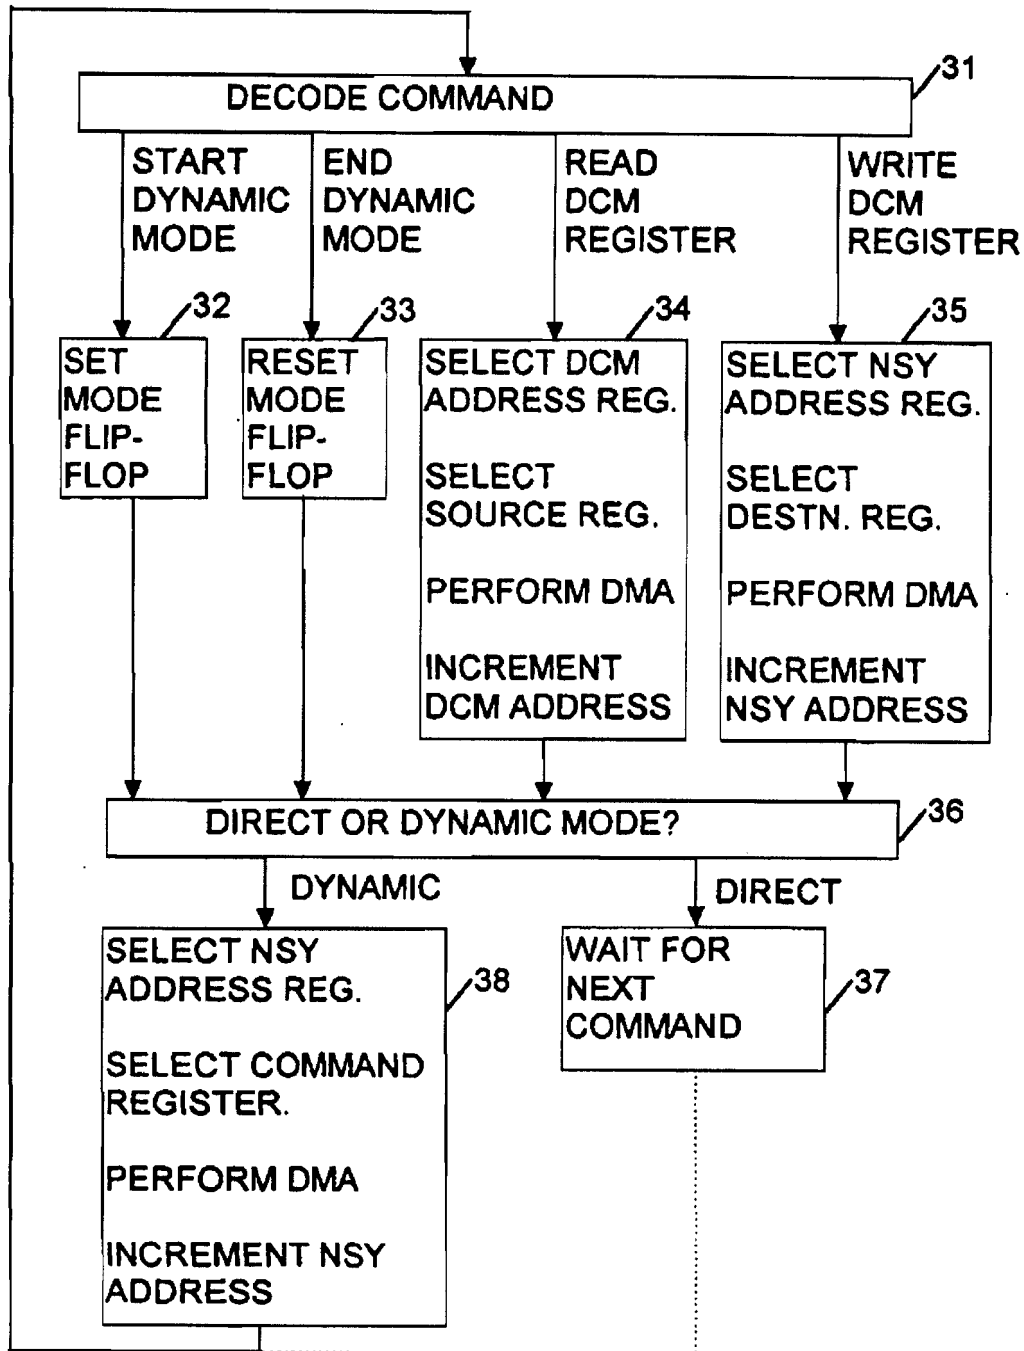 31
DECODE COMMAND
START
DYNAMIC
MODE
END
DYNAMIC
MODE
READ
DCM
REGISTER
WRITE
DCM
REGISTER
32
SET
MODE
FLIP-
FLOP
33
RESET
MODE
FLIP-
FLOP
34
SELECT DCM
ADDRESS REG.
SELECT
SOURCE REG.
PERFORM DMA
INCREMENT
DCM ADDRESS
35
SELECT NSY
ADDRESS REG.
SELECT
DESTN. REG.
PERFORM DMA
INCREMENT
NSY ADDRESS
DIRECT OR DYNAMIC MODE?
36
DYNAMIC
DIRECT
SELECT NSY
ADDRESS REG.
SELECT COMMAND
REGISTER.
PERFORM DMA
INCREMENT NSY
ADDRESS
38
WAIT FOR
NEXT
COMMAND
37